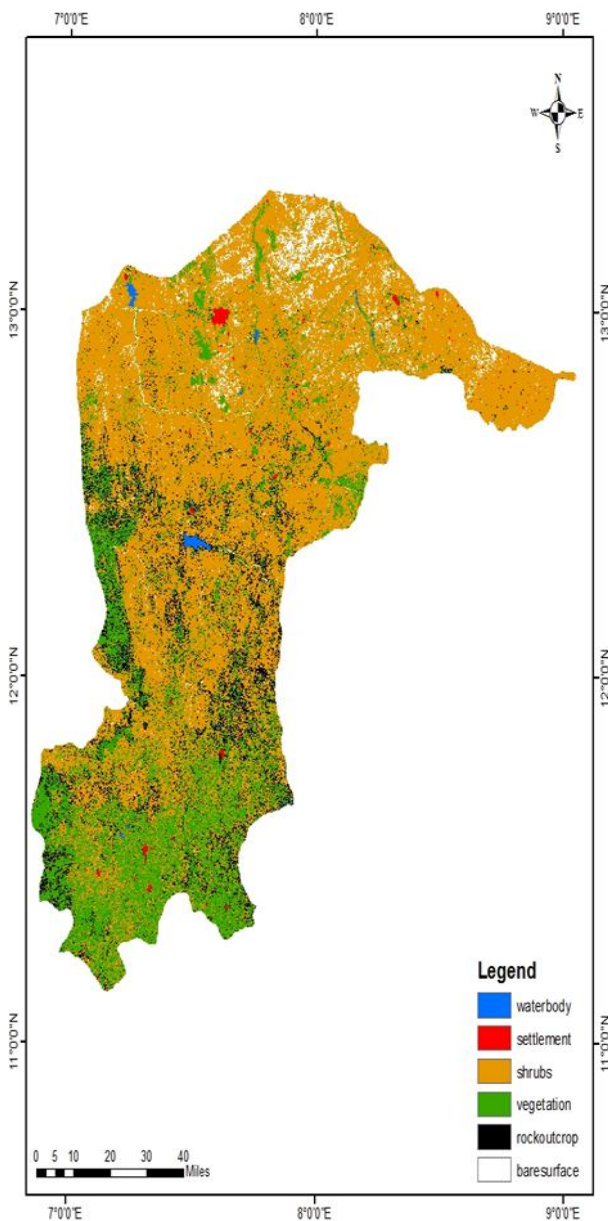 7°0'0"E 8°0'0"E 9°0'0"E
N
W E
S
13°0'0"N 13°0'0"N
12°0'0"N 12°0'0"N
11°0'0"N 11°0'0"N
Legend
waterbody
settlement
shrubs
vegetation
rockoutcrop
baresurface
0 5 10 20 30 40
Miles
7°0'0"E 8°0'0"E 9°0'0"E